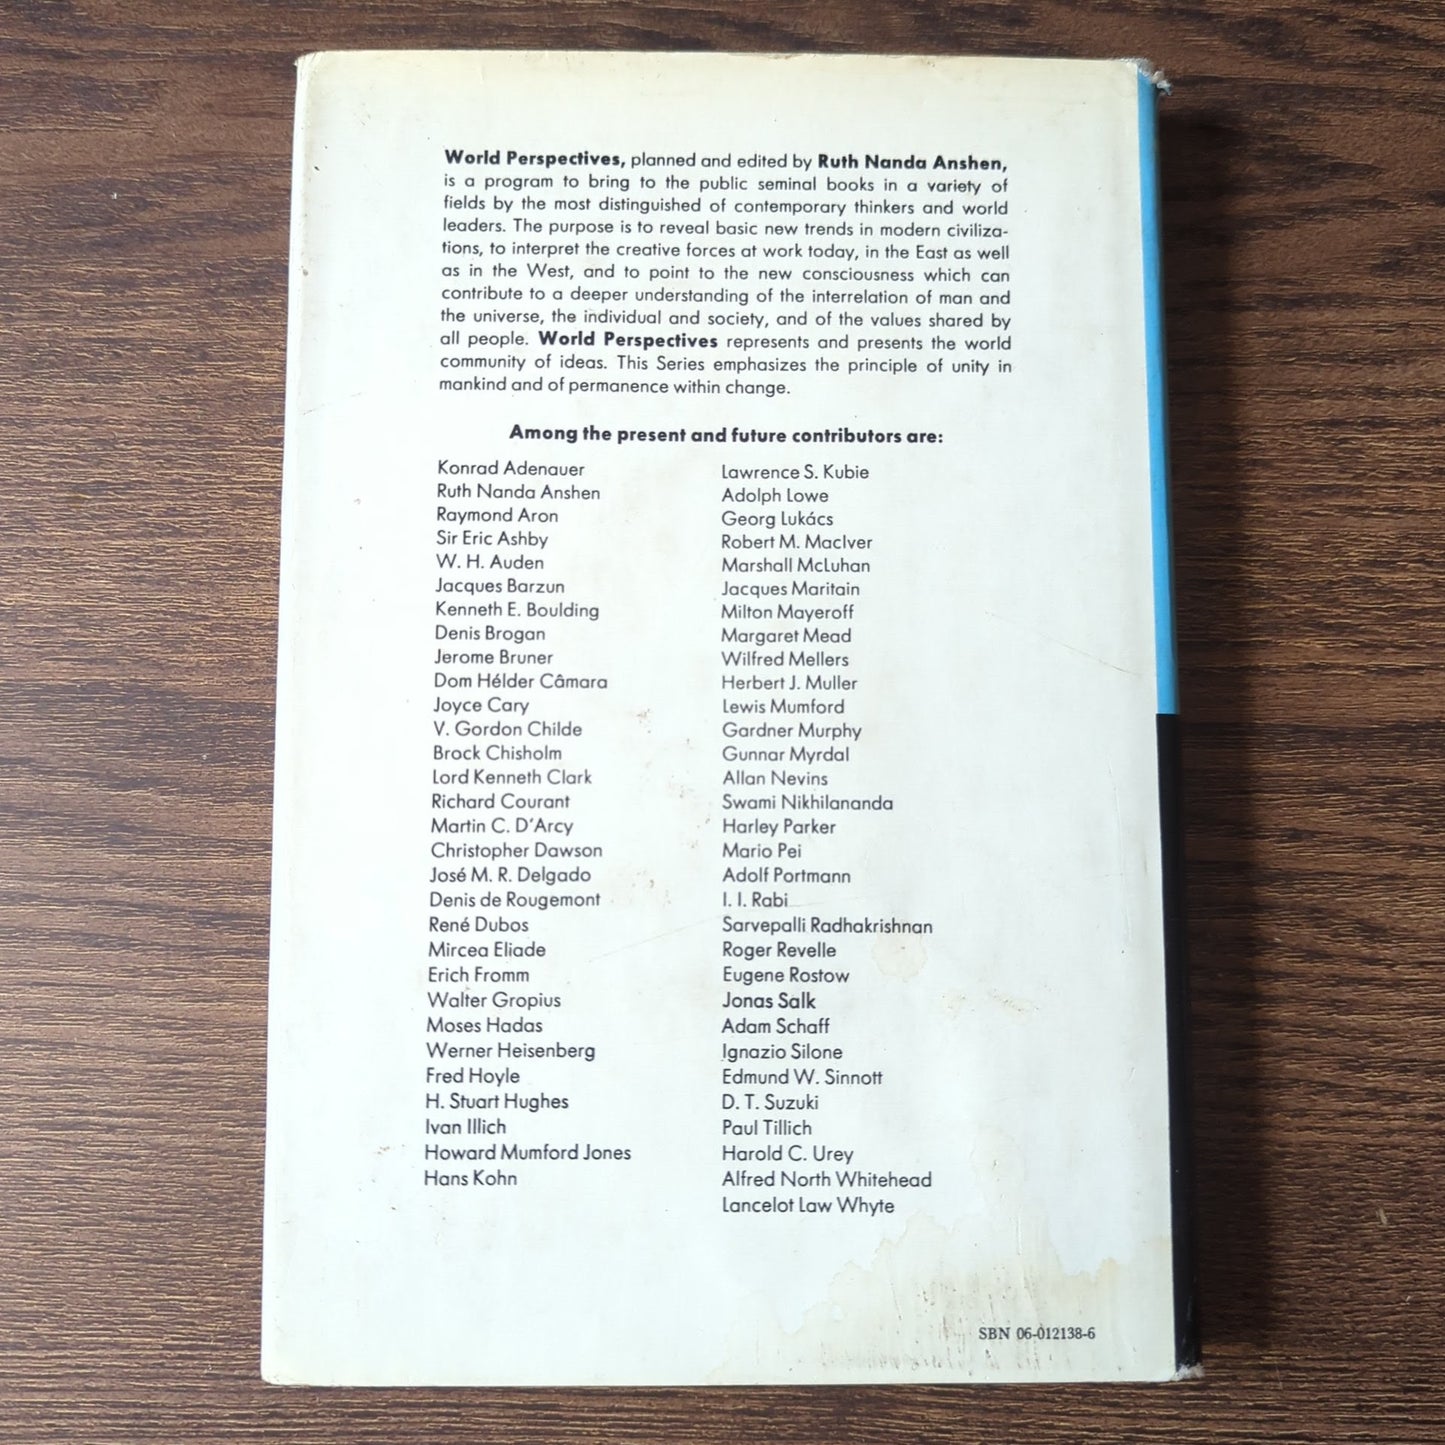 World Perspectives, planned and edited by Ruth Nanda Anshen,
is a program to bring to the public seminal books in a variety of
fields by the most distinguished of contemporary thinkers and world
leaders. The purpose is to reveal basic new trends in modern civiliza-
tions, to interpret the creative forces at work today, in the East as well
as in the West, and to point to the new consciousness which can
contribute to a deeper understanding of the interrelation of man and
the universe, the individual and society, and of the values shared by
all people. World Perspectives represents and presents the world
community of ideas. This Series emphasizes the principle of unity in
mankind and of permanence within change.
Among the present and future contributors are:
Konrad Adenauer
Ruth Nanda Anshen
Raymond Aron
Sir Eric Ashby
W. H. Auden
Jacques Barzun
Kenneth E. Boulding
Denis Brogan
Jerome Bruner
Dom Hélder Câmara
Joyce Cary
V. Gordon Childe
Brock Chisholm
Lord Kenneth Clark
Richard Courant
Martin C. D'Arcy
Christopher Dawson
José M. R. Delgado
Denis de Rougemont
René Dubos
Mircea Eliade
Erich Fromm
Walter Gropius
Moses Hadas
Werner Heisenberg
Fred Hoyle
H. Stuart Hughes
Ivan Illich
Howard Mumford Jones
Hans Kohn
Lawrence S. Kubie
Adolph Lowe
Georg Lukács
Robert M. MacIver
Marshall McLuhan
Jacques Maritain
Milton Mayeroff
Margaret Mead
Wilfred Mellers
Herbert J. Muller
Lewis Mumford
Gardner Murphy
Gunnar Myrdal
Allan Nevins
Swami Nikhilananda
Harley Parker
Mario Pei
Adolf Portmann
I. I. Rabi
Sarvepalli Radhakrishnan
Roger Revelle
Eugene Rostow
Jonas Salk
Adam Schaff
Ignazio Silone
Edmund W. Sinnott
D. T. Suzuki
Paul Tillich
Harold C. Urey
Alfred North Whitehead
Lancelot Law Whyte
SBN 06-012138-6